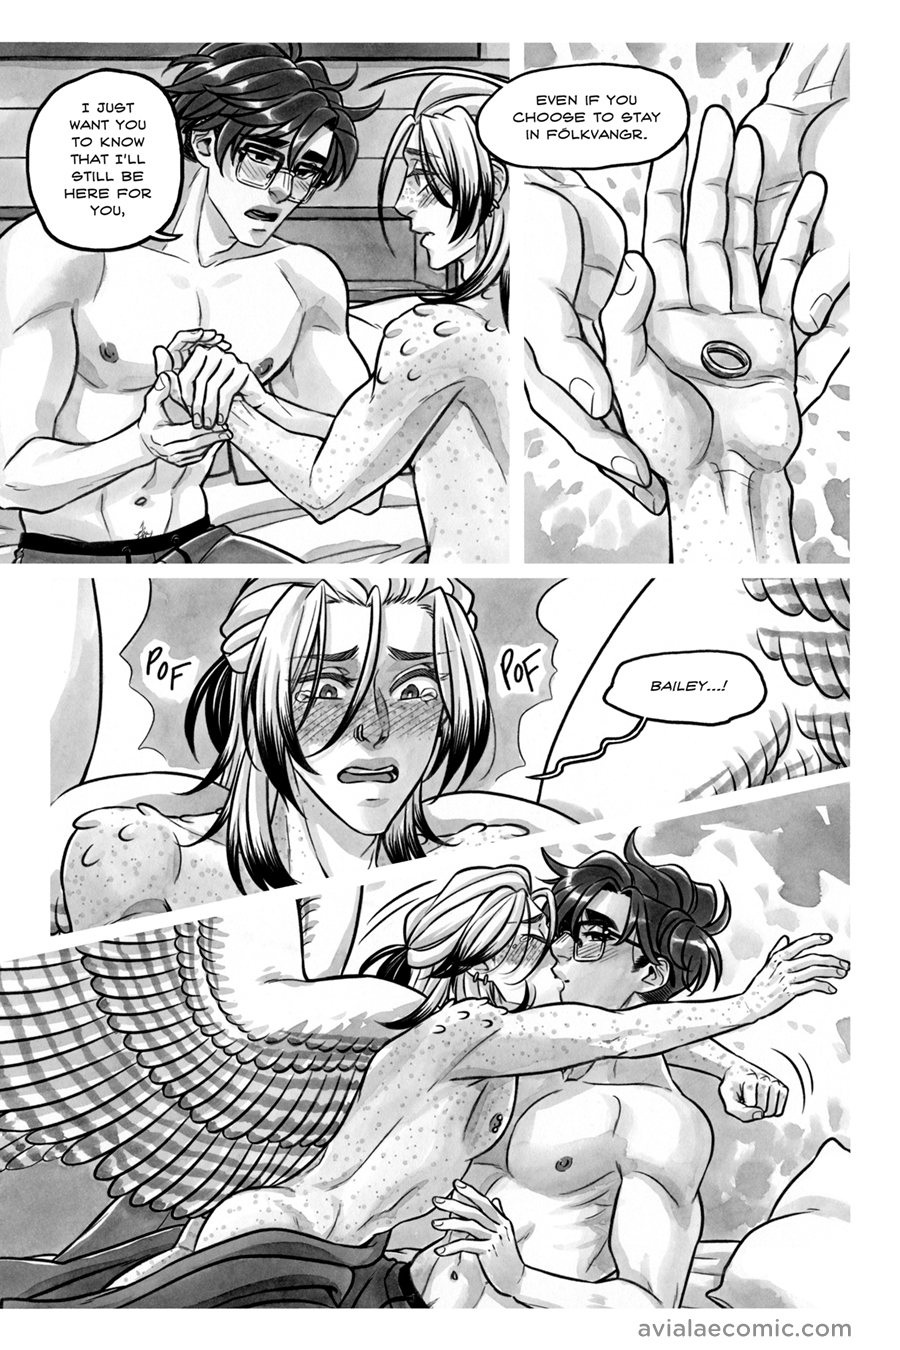 I JUST
WANT YOU
TO KNOW
THAT I'LL
STILL BE
HERE FOR
YOU,
EVEN IF YOU
CHOOSE TO STAY
IN FÓLKVANGR.
POF
POF
BAILEY...!
avialaecomic.com